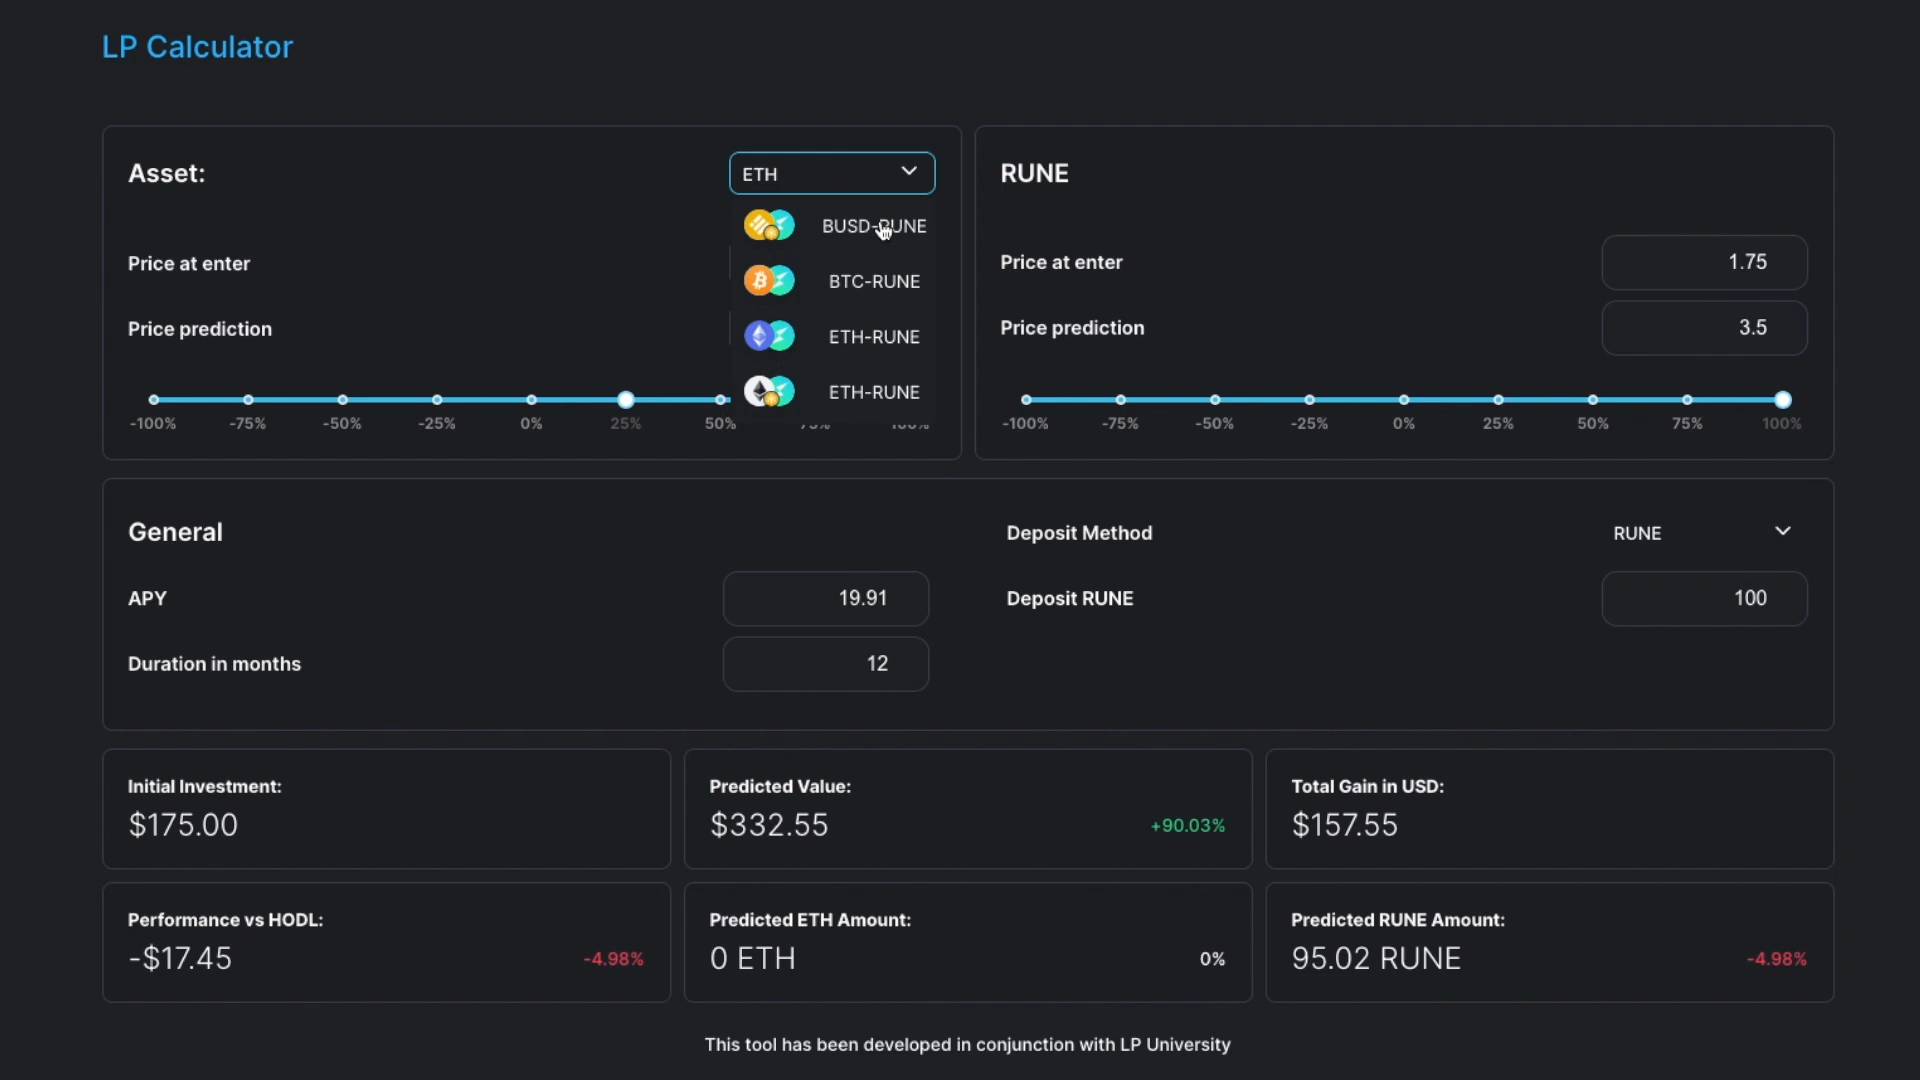 LP Calculator
Asset:
ETH
BUSD-RUNE
BTC-RUNE
ETH-RUNE
ETH-RUNE
Price at enter
Price prediction
-100% -75% -50% -25% 0% 25% 50% 75% 100%
RUNE
Price at enter 1.75
Price prediction 3.5
-100% -75% -50% -25% 0% 25% 50% 75% 100%
General
APY 19.91
Duration in months 12
Deposit Method RUNE
Deposit RUNE 100
Initial Investment:
$175.00
Predicted Value:
$332.55 +90.03%
Total Gain in USD:
$157.55
Performance vs HODL:
-$17.45 -4.98%
Predicted ETH Amount:
0 ETH 0%
Predicted RUNE Amount:
95.02 RUNE -4.98%
This tool has been developed in conjunction with LP University